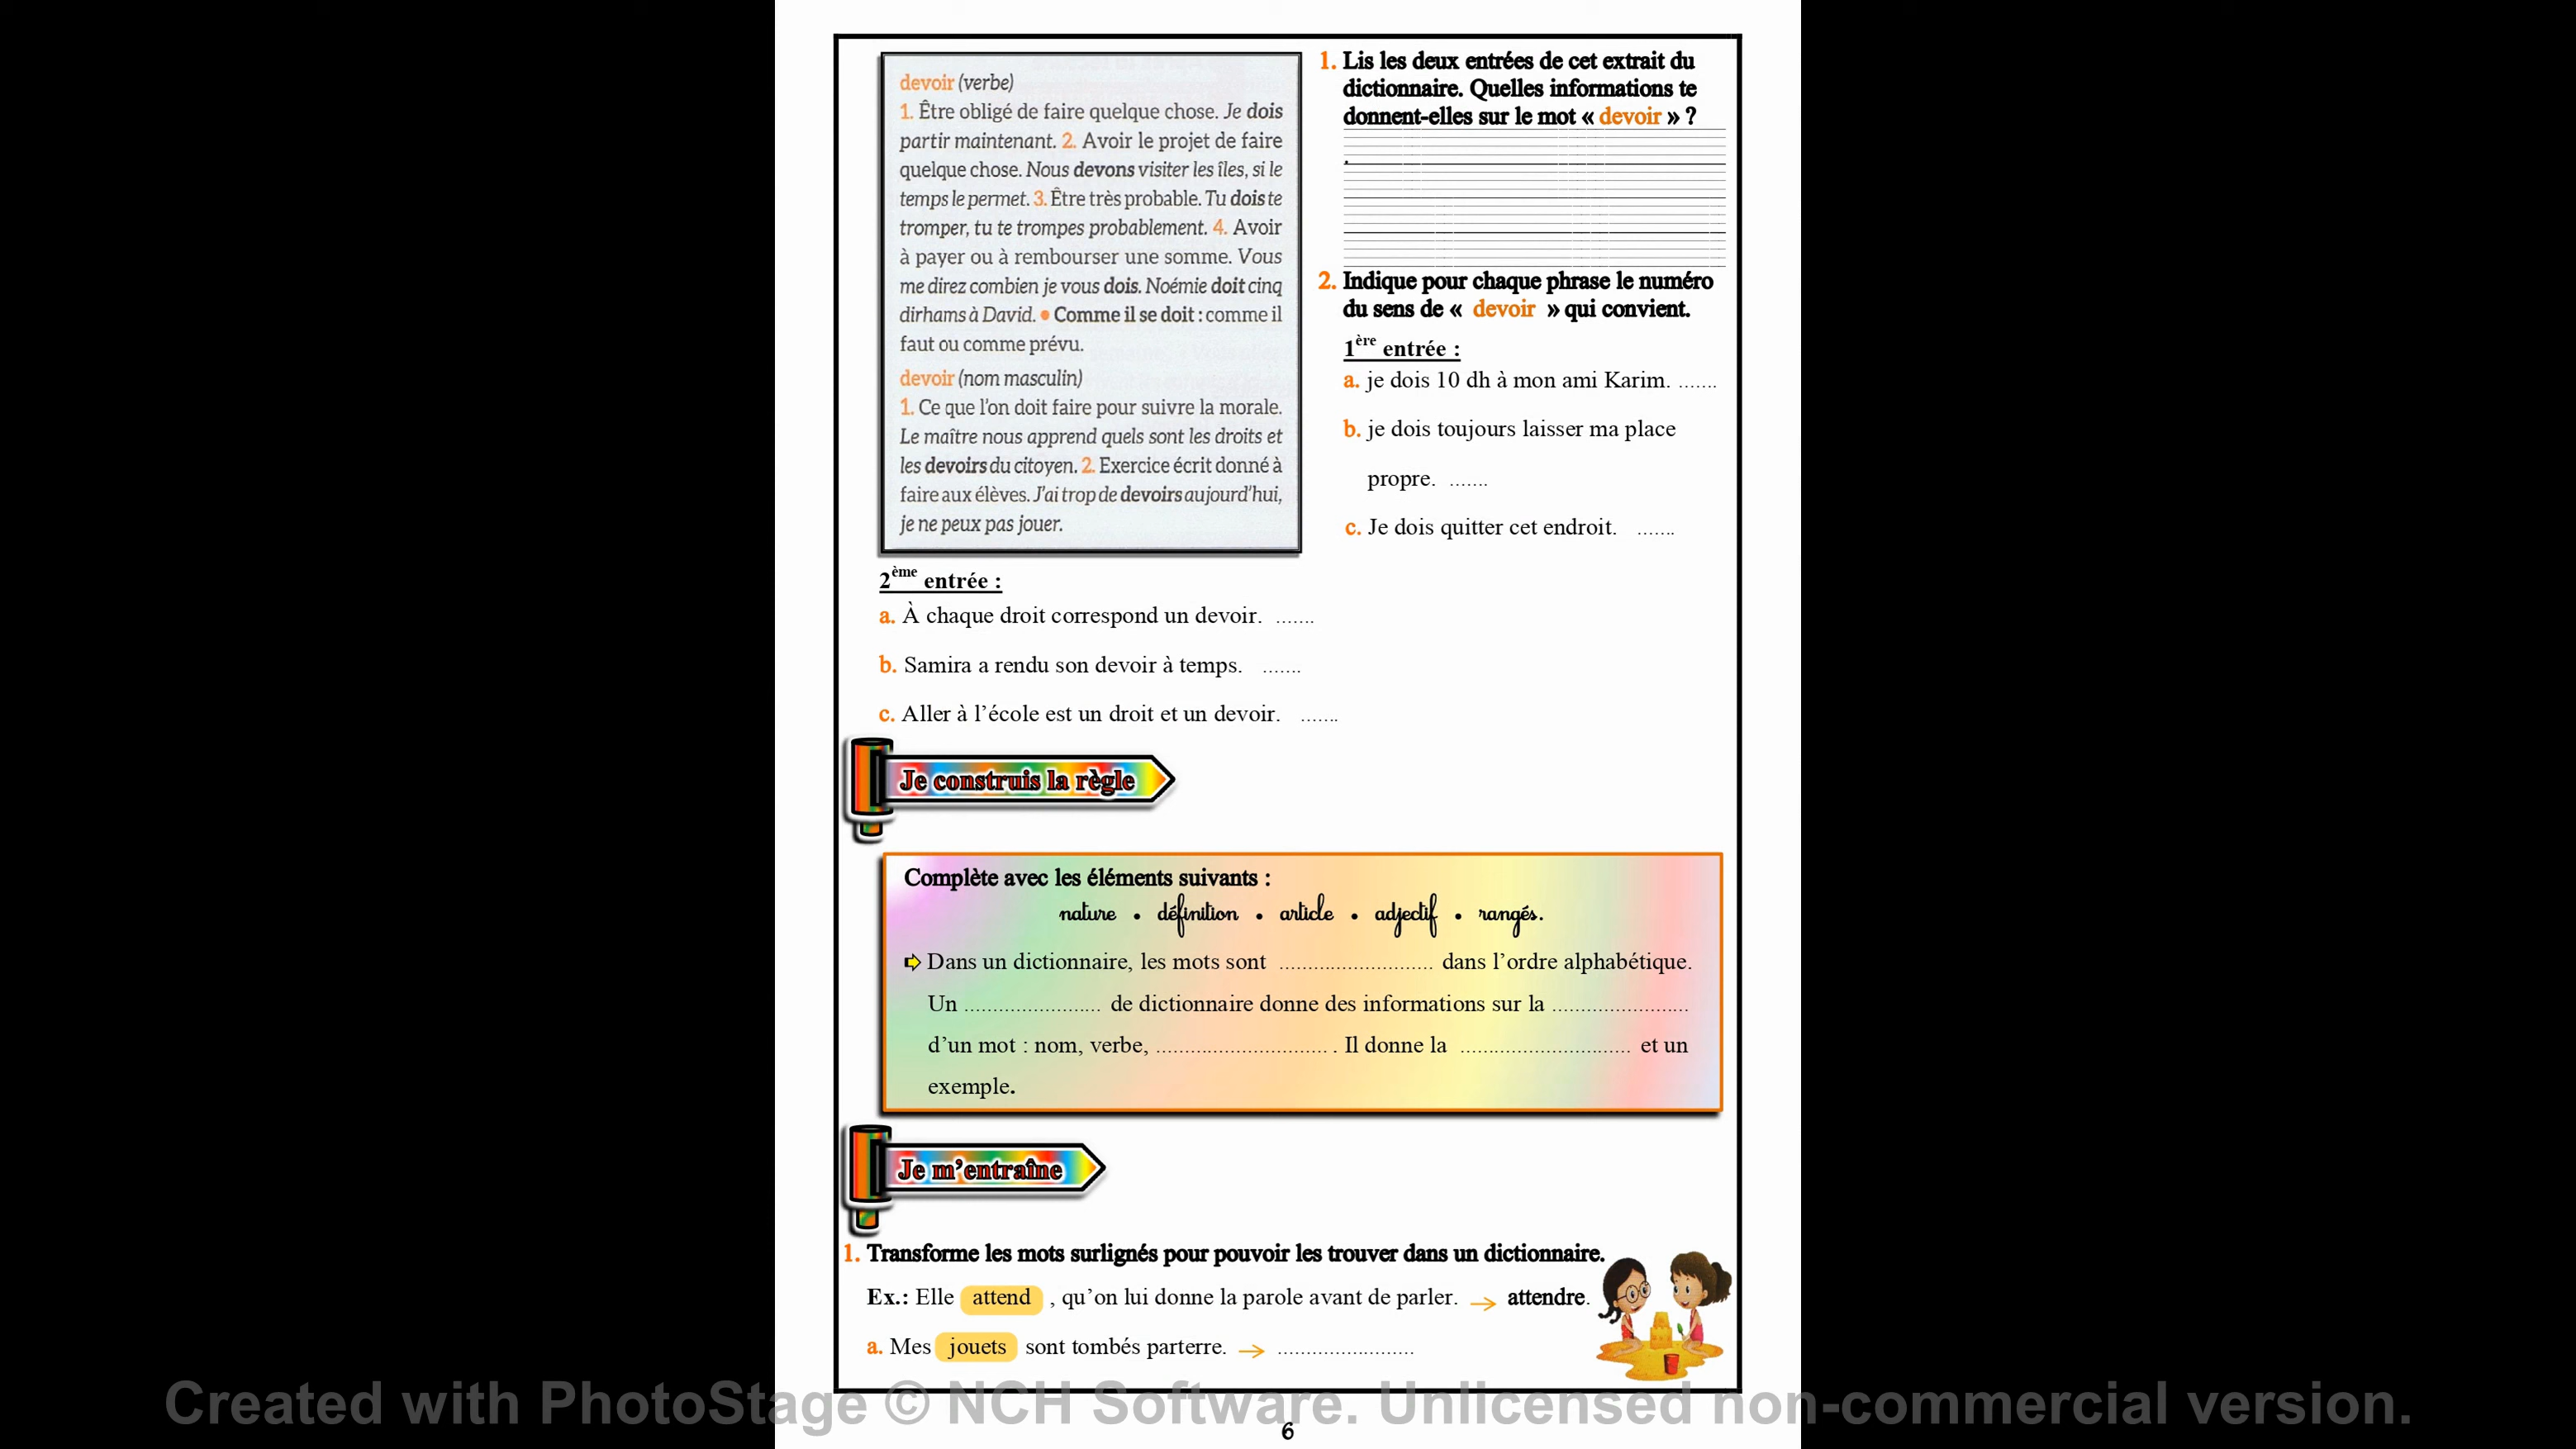 devoir (verbe)
1. Être obligé de faire quelque chose. Je dois
partir maintenant. 2. Avoir le projet de faire
quelque chose. Nous devons visiter les îles, si le
temps le permet. 3. Être très probable. Tu dois te
tromper, tu te trompes probablement. 4. Avoir
à payer ou à rembourser une somme. Vous
me direz combien je vous dois. Noémie doit cinq
dirhams à David. • Comme il se doit : comme il
faut ou comme prévu.
devoir (nom masculin)
1. Ce que l'on doit faire pour suivre la morale.
Le maître nous apprend quels sont les droits et
les devoirs du citoyen. 2. Exercice écrit donné à
faire aux élèves. J'ai trop de devoirs aujourd'hui,
je ne peux pas jouer.
1. Lis les deux entrées de cet extrait du
dictionnaire. Quelles informations te
donnent-elles sur le mot « devoir » ?
.
2. Indique pour chaque phrase le numéro
du sens de « devoir » qui convient.
1ère entrée :
a. je dois 10 dh à mon ami Karim. .......
b. je dois toujours laisser ma place
propre. .......
c. Je dois quitter cet endroit. .......
2ème entrée :
a. À chaque droit correspond un devoir. .......
b. Samira a rendu son devoir à temps. .......
c. Aller à l'école est un droit et un devoir. .......
Je construis la règle
Complète avec les éléments suivants :
nature • définition • article • adjectif • rangés.
Dans un dictionnaire, les mots sont ........................... dans l'ordre alphabétique.
Un ........................ de dictionnaire donne des informations sur la ........................
d'un mot : nom, verbe, .............................. . Il donne la .............................. et un
exemple.
Je m'entraîne
1. Transforme les mots surlignés pour pouvoir les trouver dans un dictionnaire.
Ex.: Elle attend , qu'on lui donne la parole avant de parler. → attendre.
a. Mes jouets sont tombés parterre. → ........................
Created with PhotoStage © NCH Software. Unlicensed non-commercial version.
6